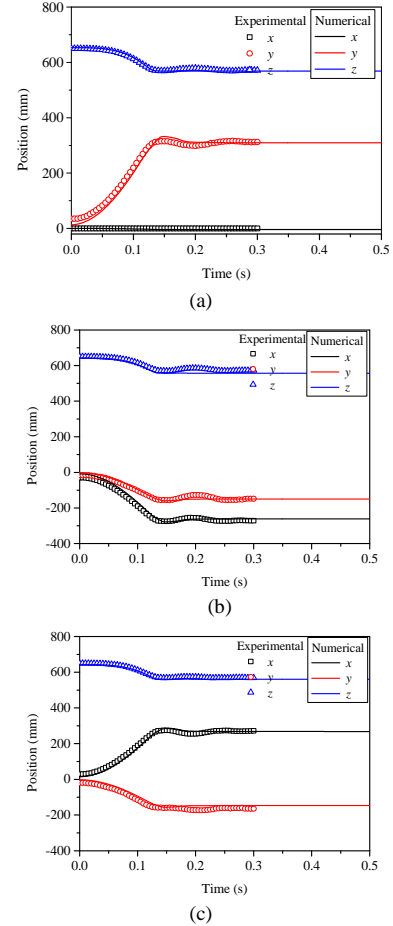 Experimental Numerical
x x
y y
z z
800
600
400
200
0
Position (mm)
0.0 0.1 0.2 0.3 0.4 0.5
Time (s)
(a)
Experimental Numerical
x x
y y
z z
800
600
400
200
0
-200
-400
Position (mm)
0.0 0.1 0.2 0.3 0.4 0.5
Time (s)
(b)
Experimental Numerical
x x
y y
z z
800
600
400
200
0
-200
-400
Position (mm)
0.0 0.1 0.2 0.3 0.4 0.5
Time (s)
(c)